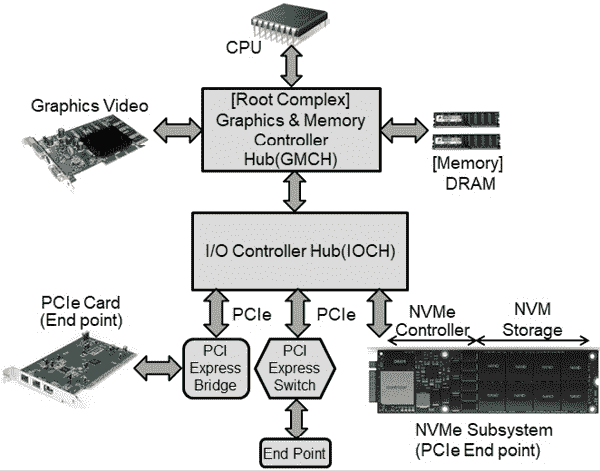 CPU
Graphics Video
[Root Complex]
Graphics & Memory
Controller
Hub(GMCH)
[Memory]
DRAM
I/O Controller Hub(IOCH)
PCIe Card
(End point)
PCIe
PCIe
NVMe
Controller
NVM
Storage
PCI
Express
Bridge
PCI
Express
Switch
End Point
NVMe Subsystem
(PCIe End point)